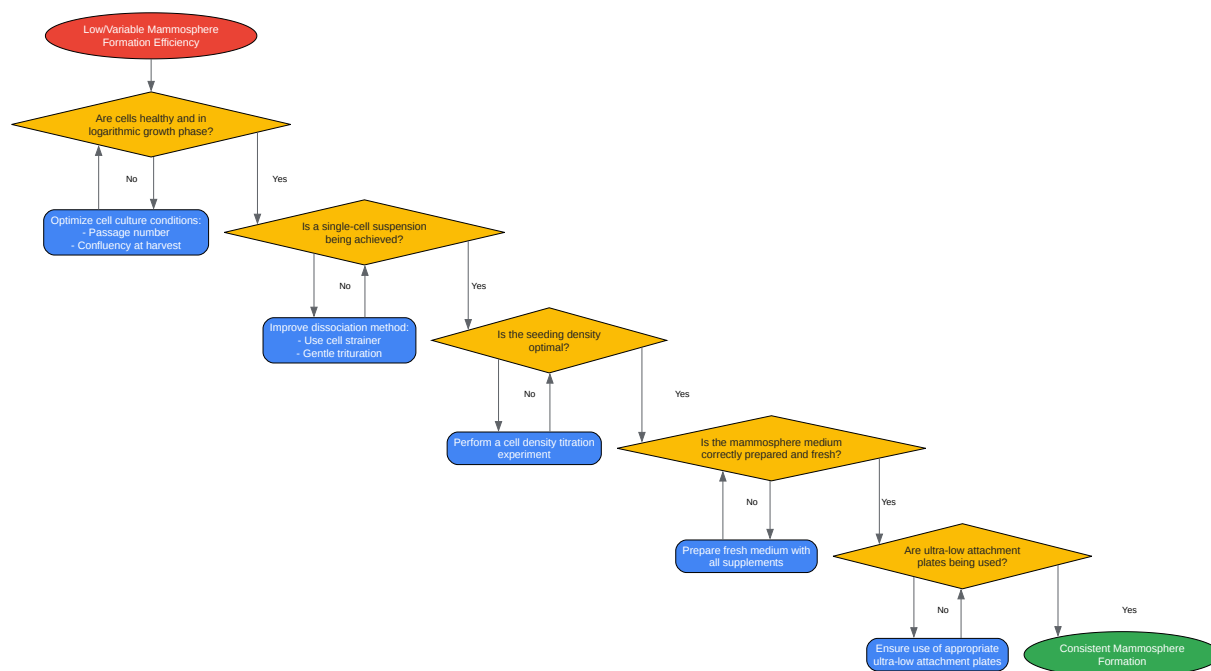 Low/Variable Mammosphere
Formation Efficiency
Are cells healthy and in
logarithmic growth phase?
No
Yes
Optimize cell culture conditions:
- Passage number
- Confluency at harvest
Is a single-cell suspension
being achieved?
No
Yes
Improve dissociation method:
- Use cell strainer
- Gentle trituration
Is the seeding density
optimal?
No
Yes
Perform a cell density titration
experiment
Is the mammosphere medium
correctly prepared and fresh?
No
Yes
Prepare fresh medium with
all supplements
Are ultra-low attachment
plates being used?
No
Yes
Ensure use of appropriate
ultra-low attachment plates
Consistent Mammosphere
Formation